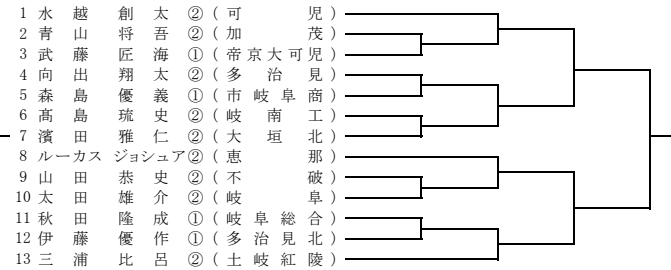 1 水越 創太 ② ( 可児 )
2 青山 将吾 ② ( 加茂 )
3 武藤 匠海 ① ( 帝京大可児 )
4 向出 翔太 ② ( 多治見 )
5 森島 優義 ① ( 市岐阜商 )
6 髙島 琉史 ② ( 岐南工 )
7 濱田 雅仁 ② ( 大垣北 )
8 ルーカス ジョシュア ② ( 恵那 )
9 山田 恭史 ② ( 不破 )
10 太田 雄介 ② ( 岐阜 )
11 秋田 隆成 ① ( 岐阜総合 )
12 伊藤 優作 ① ( 多治見北 )
13 三浦 比呂 ② ( 土岐紅陵 )